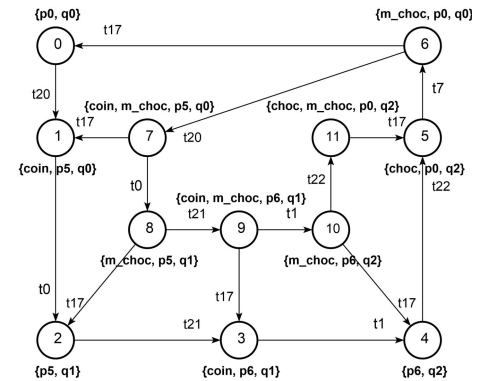 {p0, q0}
{m_choc, p0, q0}
0
t17
6
t20
t7
{coin, m_choc, p5, q0}
{choc, m_choc, p0, q2}
1
t17
7
t20
11
t17
5
{coin, p5, q0}
{choc, p0, q2}
t0
t22
t22
{coin, m_choc, p6, q1}
8
t21
9
t1
10
{m_choc, p5, q1}
{m_choc, p6, q2}
t0
t17
t17
t17
2
t21
3
t1
4
{p5, q1}
{coin, p6, q1}
{p6, q2}